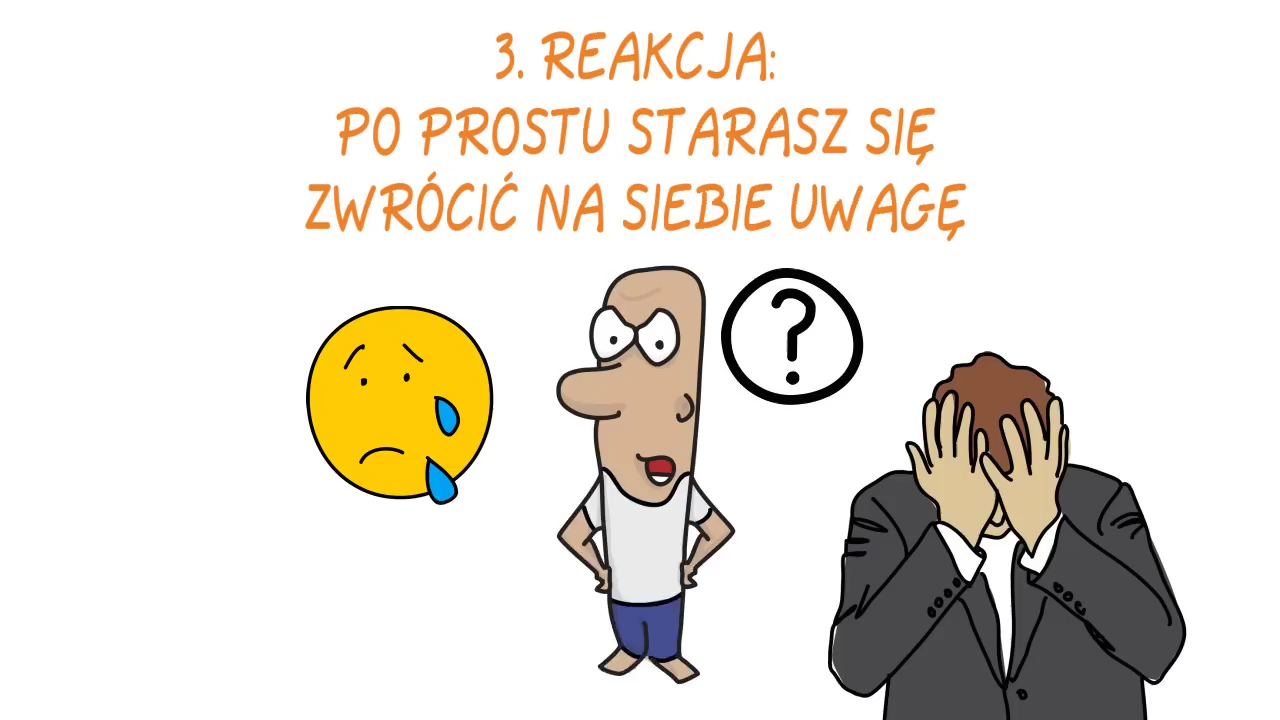 3. REAKCJA:
PO PROSTU STARASZ SIĘ
ZWRÓCIĆ NA SIEBIE UWAGĘ
?